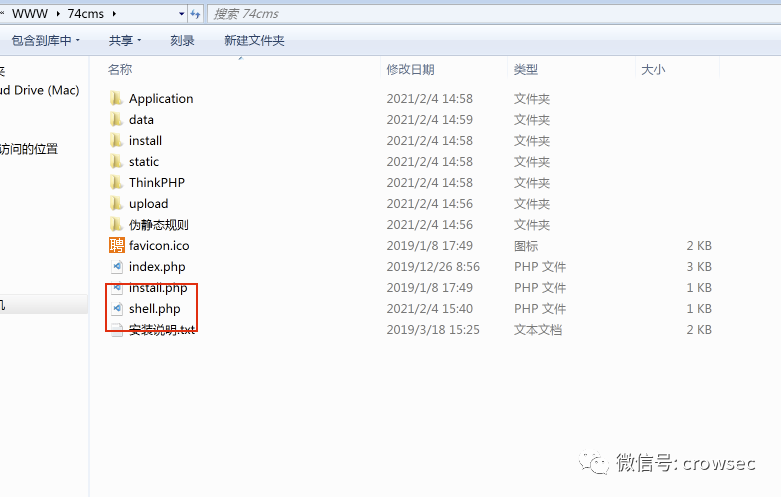 « WWW ▸ 74cms ▸ 搜索 74cms
包含到库中 共享 刻录 新建文件夹
夹
ud Drive (Mac)
访问的位置
机
名称 修改日期 类型 大小
Application 2021/2/4 14:58 文件夹
data 2021/2/4 14:59 文件夹
install 2021/2/4 14:58 文件夹
static 2021/2/4 14:58 文件夹
ThinkPHP 2021/2/4 14:58 文件夹
upload 2021/2/4 14:56 文件夹
伪静态规则 2021/2/4 14:56 文件夹
聘 favicon.ico 2019/1/8 17:49 图标 2 KB
index.php 2019/12/26 8:56 PHP 文件 3 KB
install.php 2019/1/8 17:49 PHP 文件 1 KB
shell.php 2021/2/4 15:40 PHP 文件 1 KB
安装说明.txt 2019/3/18 15:25 文本文档 2 KB
微信号: crowsec